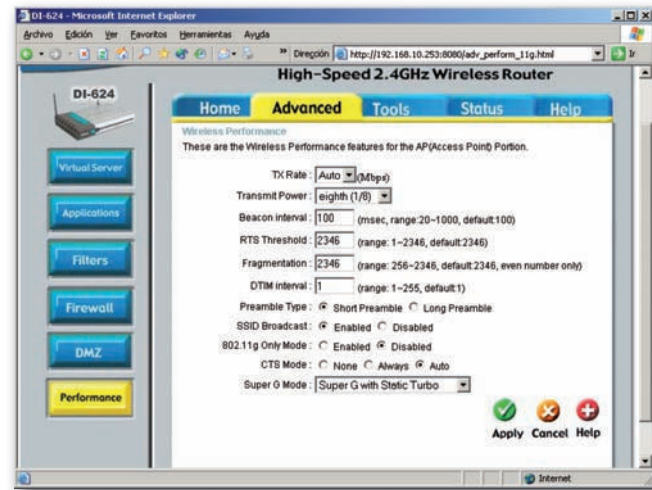 DI-624 - Microsoft Internet Explorer
Archivo Edición Ver Favoritos Herramientas Ayuda
» Dirección http://192.168.10.253:8080/adv_perform_11g.html Ir
High-Speed 2.4GHz Wireless Router
DI-624
Home Advanced Tools Status Help
Wireless Performance
These are the Wireless Performance features for the AP(Access Point) Portion.
Virtual Server
Applications
Filters
Firewall
DMZ
Performance
TX Rate : Auto (Mbps)
Transmit Power : eighth (1/8)
Beacon interval : 100 (msec, range:20~1000, default:100)
RTS Threshold : 2346 (range: 1~2346, default:2346)
Fragmentation : 2346 (range: 256~2346, default:2346, even number only)
DTIM interval : 1 (range: 1~255, default:1)
Preamble Type : Short Preamble Long Preamble
SSID Broadcast : Enabled Disabled
802.11g Only Mode : Enabled Disabled
CTS Mode : None Always Auto
Super G Mode : Super G with Static Turbo
Apply Cancel Help
Internet